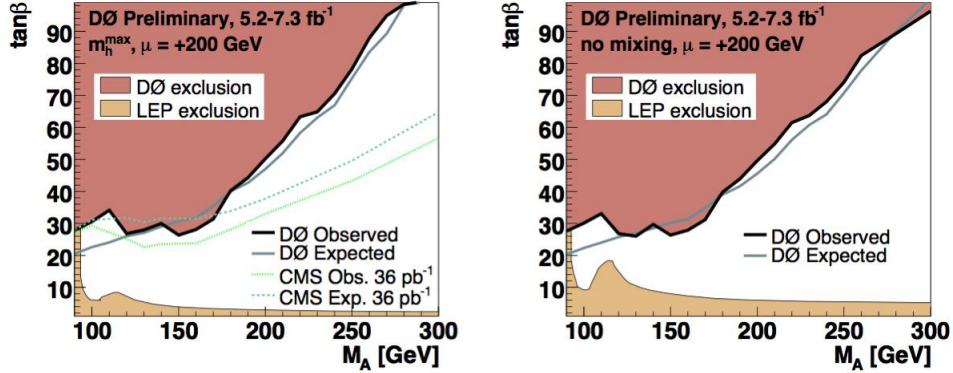 DØ Preliminary, 5.2-7.3 fb⁻¹
m_h^max, μ = +200 GeV
DØ exclusion
LEP exclusion
DØ Observed
DØ Expected
CMS Obs. 36 pb⁻¹
CMS Exp. 36 pb⁻¹
tanβ
90
80
70
60
50
40
30
20
10
100 150 200 250 300
M_A [GeV]
DØ Preliminary, 5.2-7.3 fb⁻¹
no mixing, μ = +200 GeV
DØ exclusion
LEP exclusion
DØ Observed
DØ Expected
tanβ
90
80
70
60
50
40
30
20
10
100 150 200 250 300
M_A [GeV]